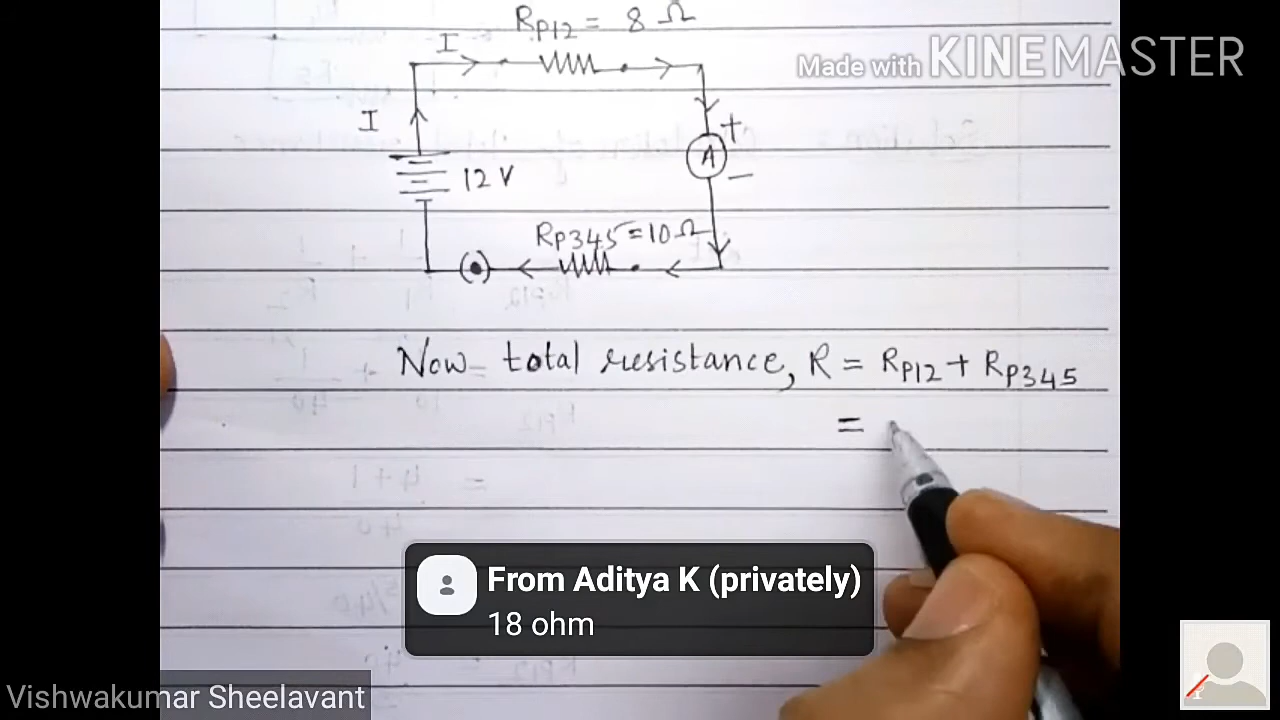 Rp12 = 8 Ω
Made with KINEMASTER
I
I
+
A
12 V
−
Rp345 = 10 Ω
Now total resistance, R = Rp12 + Rp345
=
From Aditya K (privately)
18 ohm
Vishwakumar Sheelavant